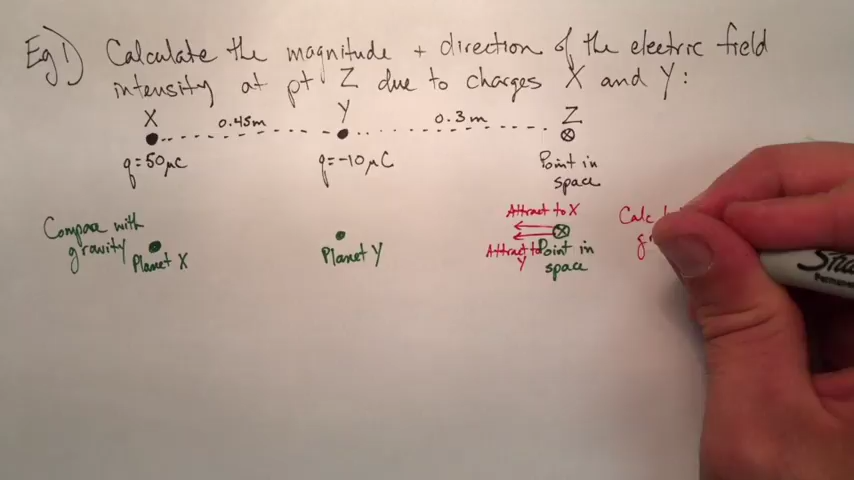 Eg 1) Calculate the magnitude + direction of the electric field
intensity at pt Z due to charges X and Y:
X Y Z
0.45m 0.3m
q=50μC q=-10μC Point in
space
Compare with
gravity
Planet X Planet Y
Attract to X
Attract to
Y
Point in
space
Calc